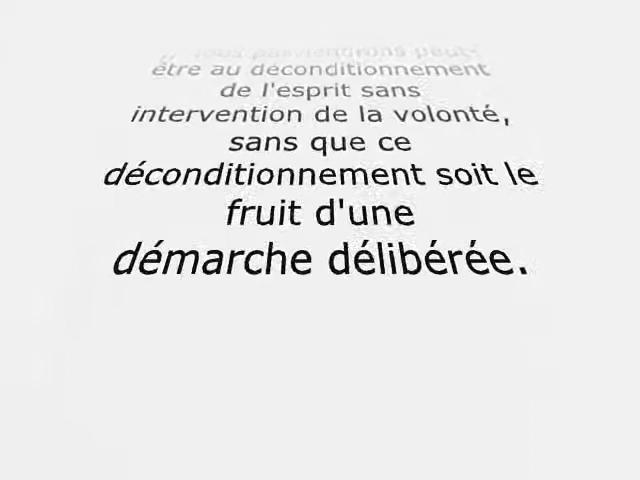 nous parviendrons peut-
être au déconditionnement
de l'esprit sans
intervention de la volonté,
sans que ce
déconditionnement soit le
fruit d'une
démarche délibérée.